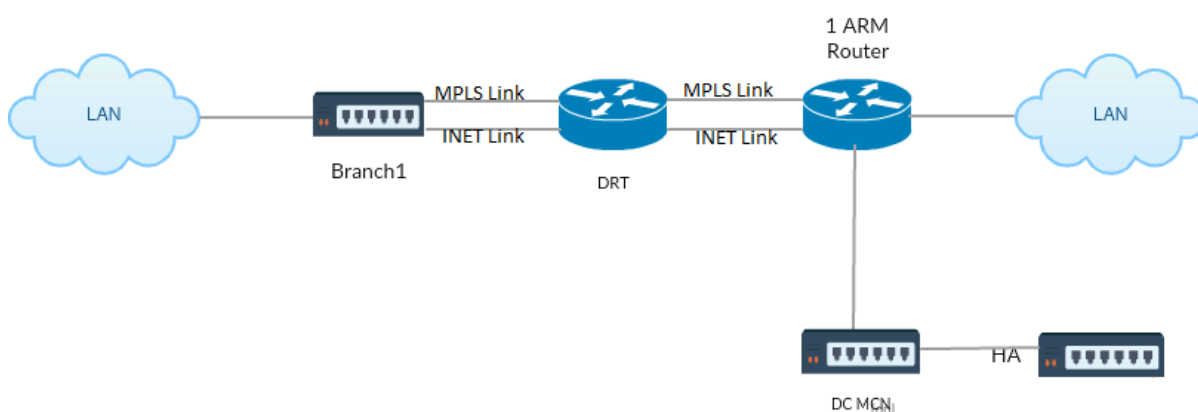 1 ARM
Router
LAN
MPLS Link
MPLS Link
LAN
INET Link
INET Link
Branch1
DRT
HA
DC MCN